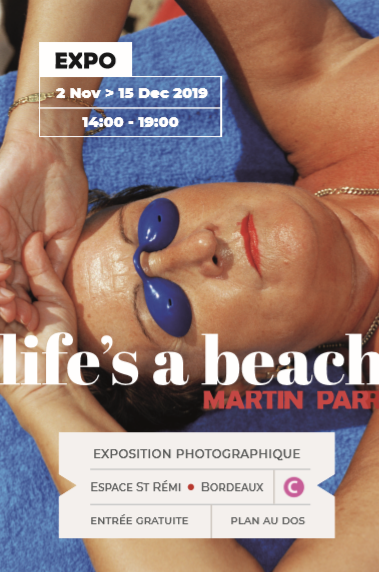 EXPO
2 Nov > 15 Dec 2019
14:00 - 19:00
life's a beach
MARTIN PAR
EXPOSITION PHOTOGRAPHIQUE
ESPACE ST RÉMI • BORDEAUX C
ENTRÉE GRATUITE PLAN AU DOS